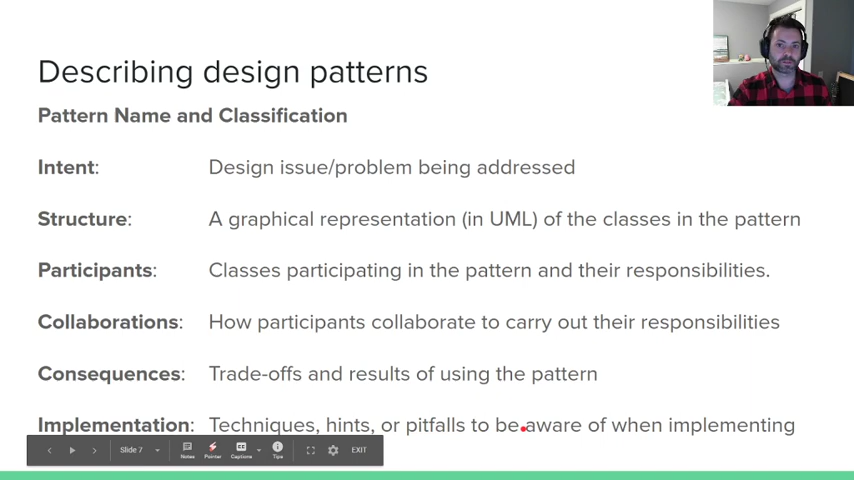 Describing design patterns
Pattern Name and Classification
Intent: Design issue/problem being addressed
Structure: A graphical representation (in UML) of the classes in the pattern
Participants: Classes participating in the pattern and their responsibilities.
Collaborations: How participants collaborate to carry out their responsibilities
Consequences: Trade-offs and results of using the pattern
Implementation: Techniques, hints, or pitfalls to be aware of when implementing
Slide 7 Notes Pointer Captions Tips EXIT